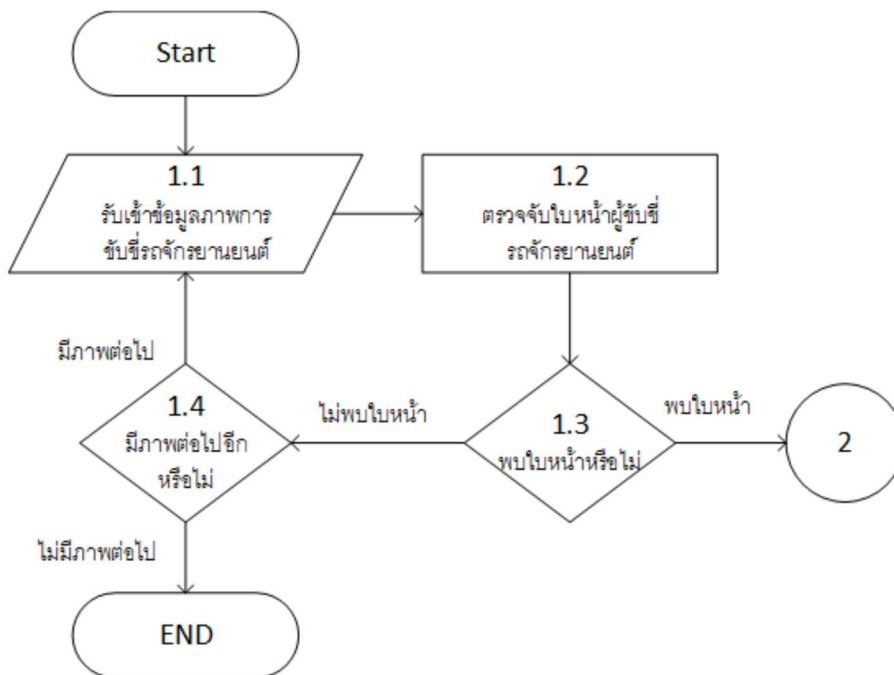 Start
1.1
รับเข้าข้อมูลภาพการ
ขับขี่รถจักรยานยนต์
1.2
ตรวจจับใบหน้าผู้ขับขี่
รถจักรยานยนต์
มีภาพต่อไป
1.4
มีภาพต่อไปอีก
หรือไม่
ไม่พบใบหน้า
1.3
พบใบหน้าหรือไม่
พบใบหน้า
2
ไม่มีภาพต่อไป
END